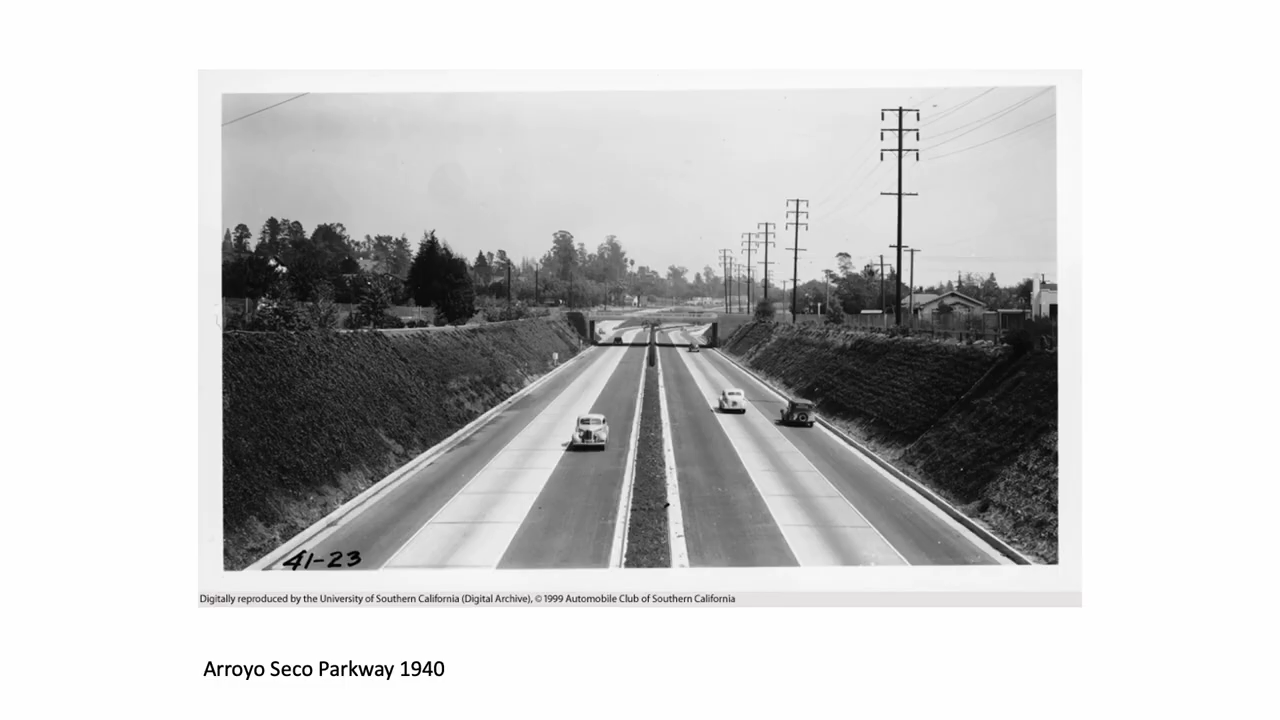 41-23
Digitally reproduced by the University of Southern California (Digital Archive), © 1999 Automobile Club of Southern California
Arroyo Seco Parkway 1940